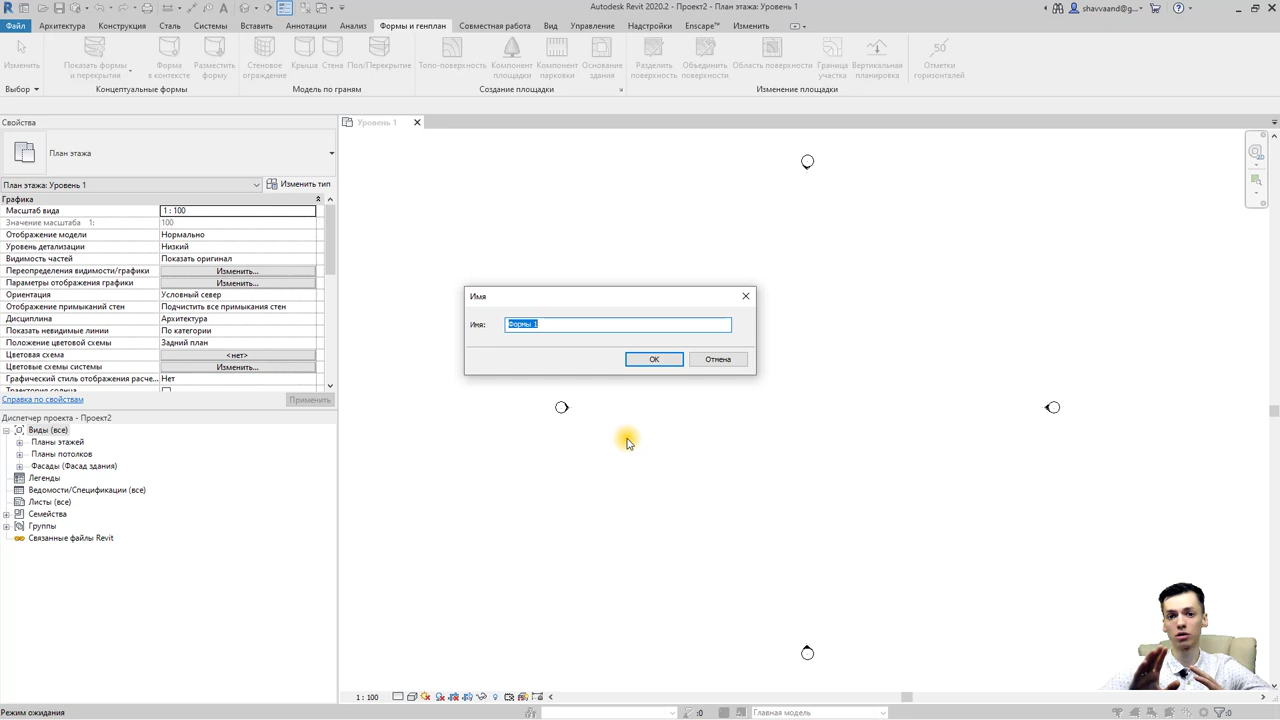 Autodesk Revit 2020.2 - Проект2 - План этажа: Уровень 1
shavvaand@g...
Файл Архитектура Конструкция Сталь Системы Вставить Аннотации Анализ Формы и генплан Совместная работа Вид Управление Надстройки Enscape™ Изменить
Изменить
Показать формы и перекрытия
Форма в контексте
Разместить форму
Стеновое ограждение
Крыша
Стена
Пол/Перекрытие
Топо-поверхность
Компонент площадки
Компонент парковки
Основание здания
Разделить поверхность
Объединить поверхности
Область поверхности
Граница участка
Вертикальная планировка
50
Отметки горизонталей
Выбор Концептуальные формы Модель по граням Создание площадки Изменение площадки
Свойства
Уровень 1
План этажа
План этажа: Уровень 1 Изменить тип
Графика
Масштаб вида 1 : 100
Значение масштаба 1: 100
Отображение модели Нормально
Уровень детализации Низкий
Видимость частей Показать оригинал
Переопределения видимости/графики Изменить...
Параметры отображения графики Изменить...
Ориентация Условный север
Отображение примыканий стен Подчистить все примыкания стен
Дисциплина Архитектура
Показать невидимые линии По категории
Положение цветовой схемы Задний план
Цветовая схема <нет>
Цветовые схемы системы Изменить...
Графический стиль отображения расче... Нет
Траектория солнца
Справка по свойствам Применить
Диспетчер проекта - Проект2
Виды (все)
Планы этажей
Планы потолков
Фасады (Фасад здания)
Легенды
Ведомости/Спецификации (все)
Листы (все)
Семейства
Группы
Связанные файлы Revit
Имя
Имя: Формы 1
OK Отмена
1 : 100
Режим ожидания
:0
Главная модель
:0